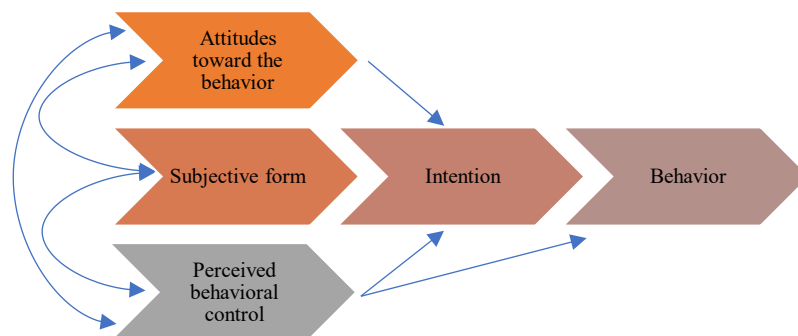 Attitudes
toward the
behavior
Subjective form
Intention
Behavior
Perceived
behavioral
control